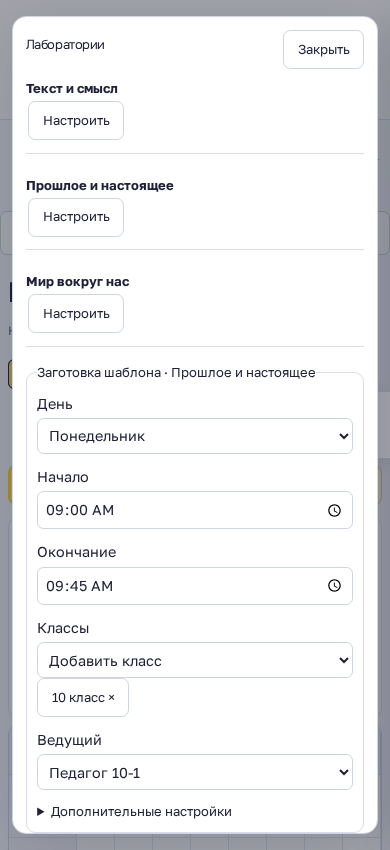 Лаборатории
Закрыть
Текст и смысл
Настроить
Прошлое и настоящее
Настроить
Мир вокруг нас
Настроить
Заготовка шаблона · Прошлое и настоящее
День
Понедельник
Начало
09:00 AM
Окончание
09:45 AM
Классы
Добавить класс
10 класс ×
Ведущий
Педагог 10-1
Дополнительные настройки